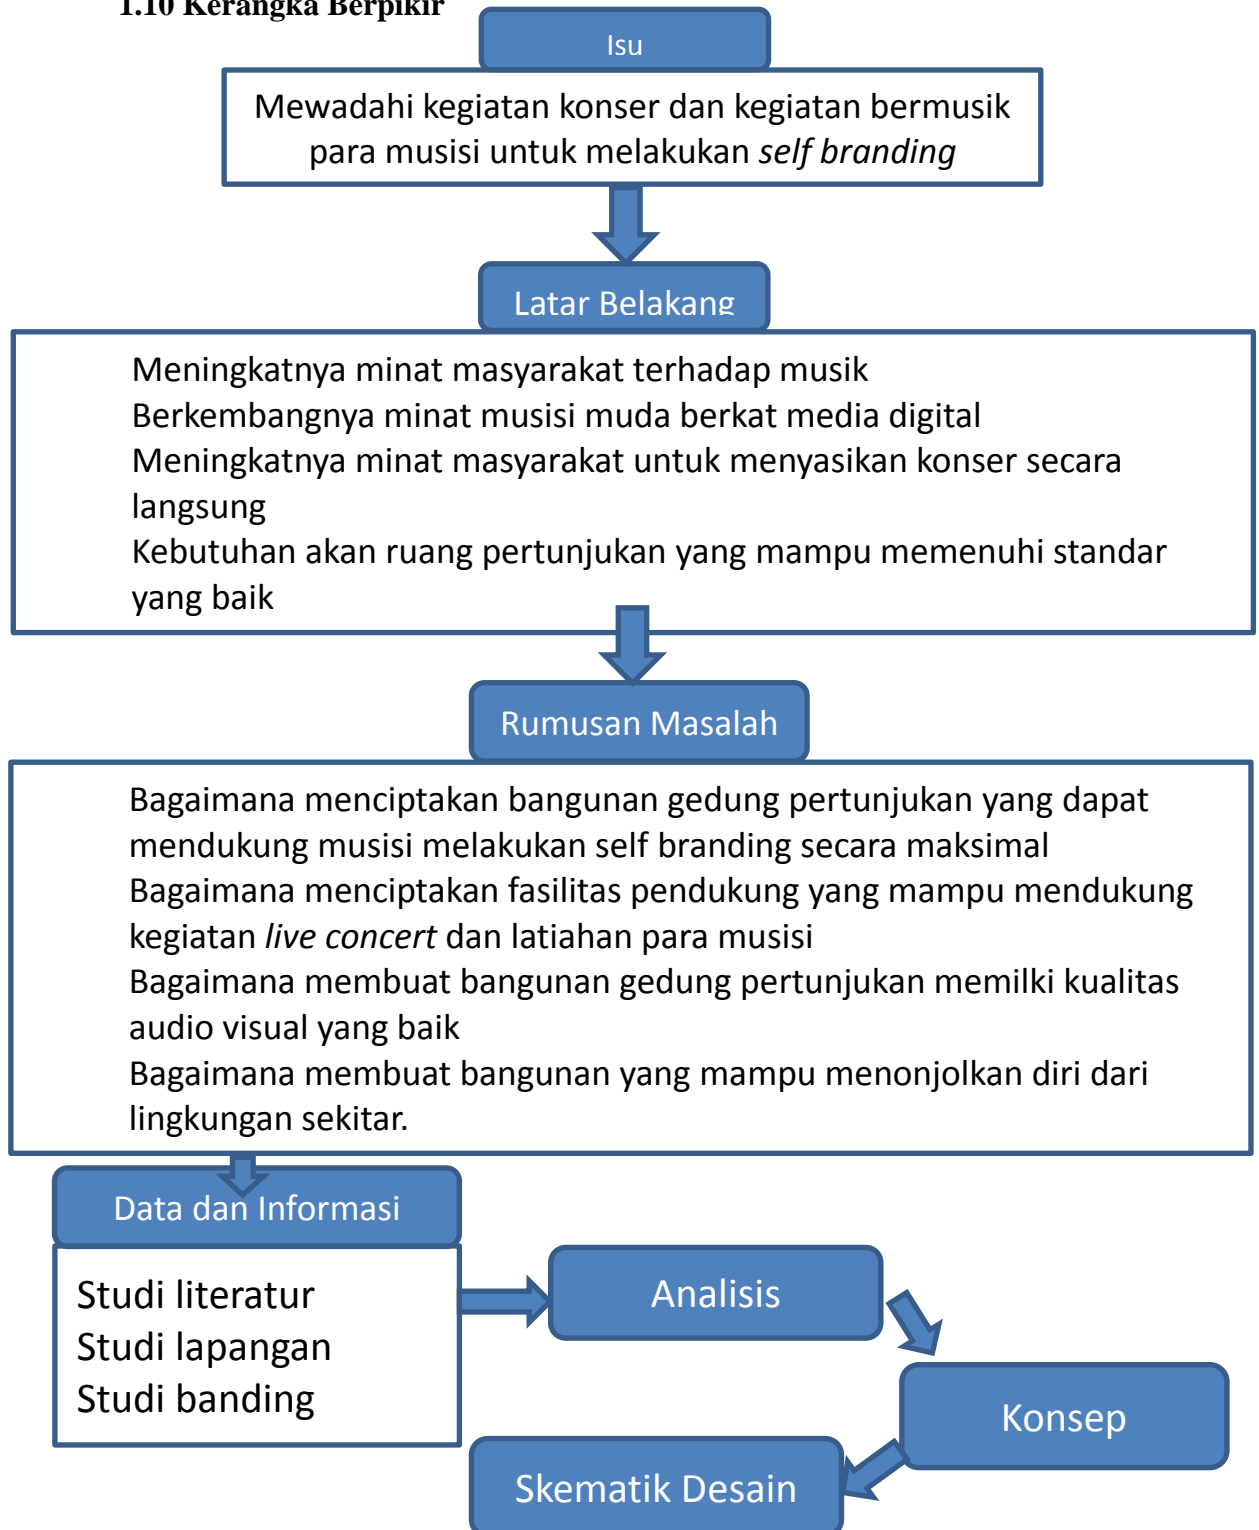 1.10 Kerangka Berpikir
Isu
Mewadahi kegiatan konser dan kegiatan bermusik
para musisi untuk melakukan self branding
Latar Belakang
Meningkatnya minat masyarakat terhadap musik
Berkembangnya minat musisi muda berkat media digital
Meningkatnya minat masyarakat untuk menyasikan konser secara
langsung
Kebutuhan akan ruang pertunjukan yang mampu memenuhi standar
yang baik
Rumusan Masalah
Bagaimana menciptakan bangunan gedung pertunjukan yang dapat
mendukung musisi melakukan self branding secara maksimal
Bagaimana menciptakan fasilitas pendukung yang mampu mendukung
kegiatan live concert dan latiahan para musisi
Bagaimana membuat bangunan gedung pertunjukan memilki kualitas
audio visual yang baik
Bagaimana membuat bangunan yang mampu menonjolkan diri dari
lingkungan sekitar.
Data dan Informasi
Studi literatur
Studi lapangan
Studi banding
Analisis
Konsep
Skematik Desain